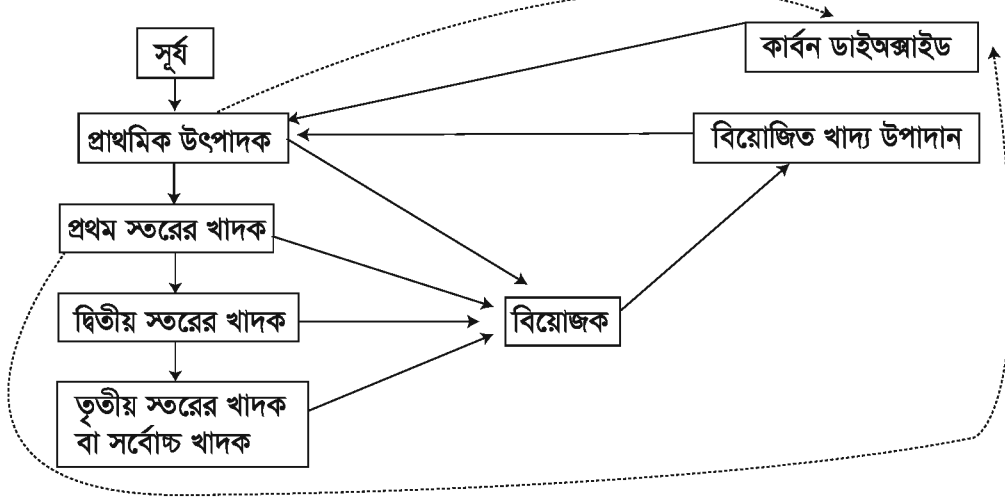 সূর্য
কার্বন ডাইঅক্সাইড
প্রাথমিক উৎপাদক
বিয়োজিত খাদ্য উপাদান
প্রথম স্তরের খাদক
দ্বিতীয় স্তরের খাদক
বিয়োজক
তৃতীয় স্তরের খাদক
বা সর্বোচ্চ খাদক